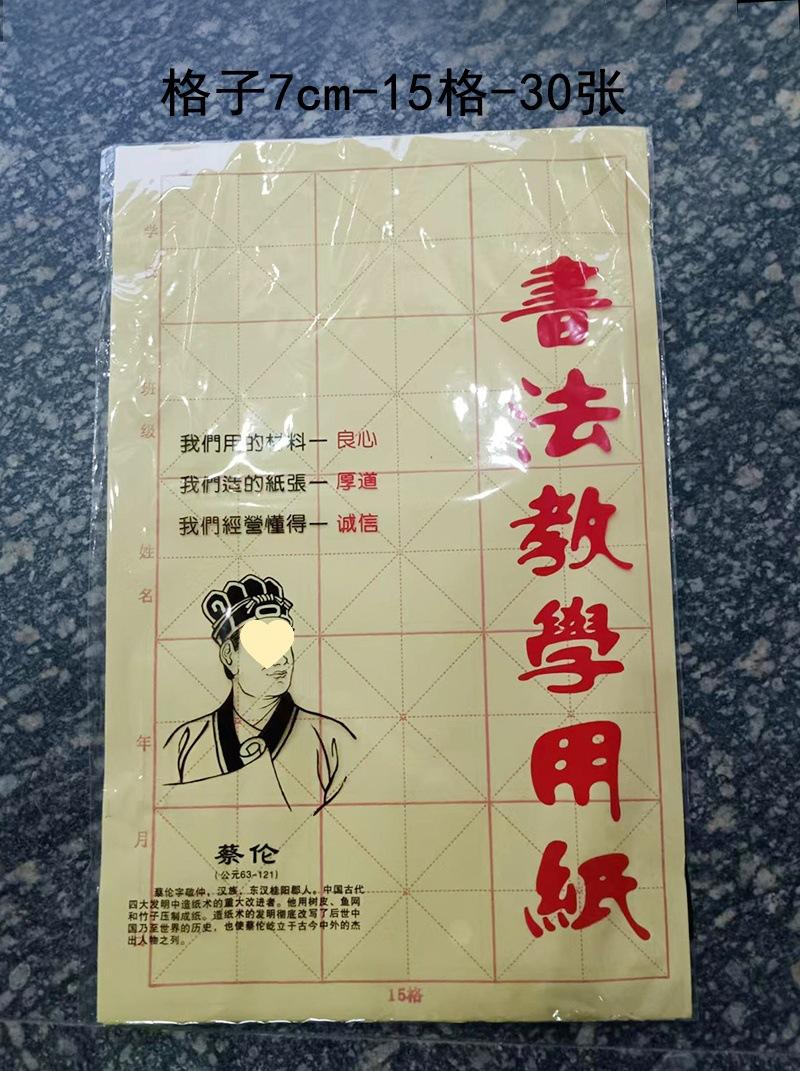 格子7cm-15格-30张
書法教學用紙
我們用的材料一 良心
我們造的紙張一 厚道
我們經營懂得一 诚信
学
班级
姓名
年
月
蔡伦
(公元63-121)
蔡伦字敬仲，汉族，东汉桂阳郡人。中国古代
四大发明中造纸术的重大改进者。他用树皮、鱼网
和竹子压制成纸。造纸术的发明彻底改写了后世中
国乃至世界的历史，也使蔡伦屹立于古今中外的杰
出人物之列。
15格